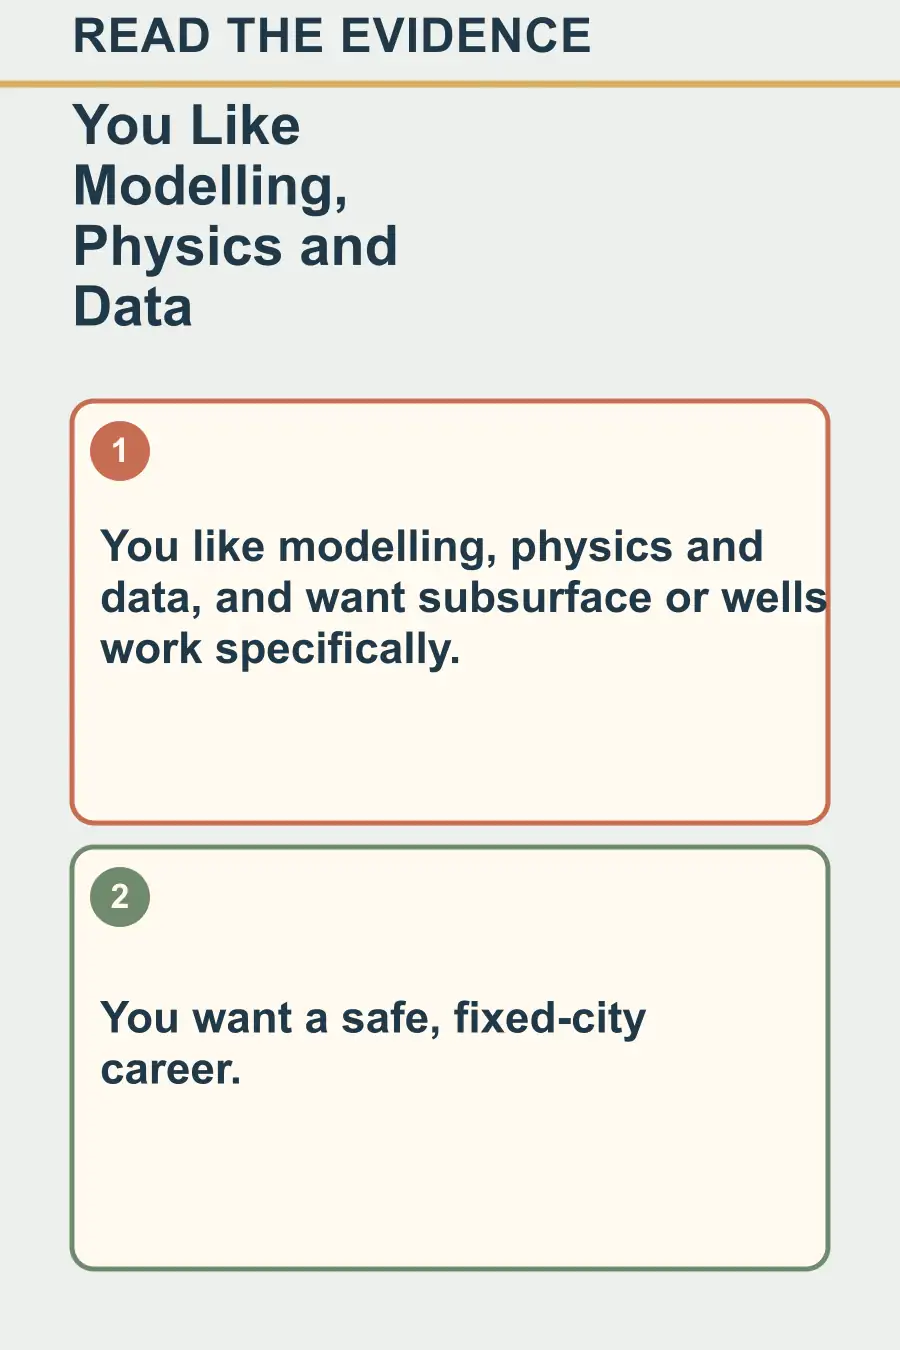 READ THE EVIDENCE
You Like
Modelling,
Physics and
Data
1
You like modelling, physics and
data, and want subsurface or wells
work specifically.
2
You want a safe, fixed-city
career.